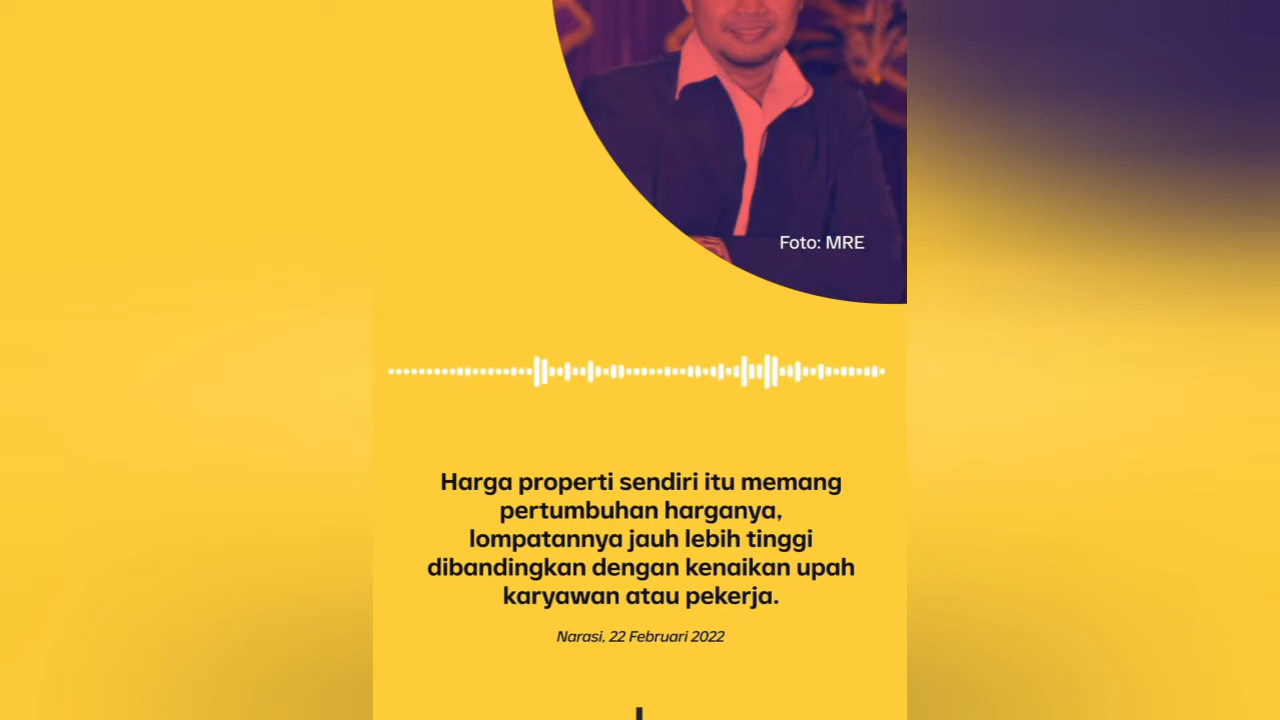 Foto: MRE
Harga properti sendiri itu memang
pertumbuhan harganya,
lompatannya jauh lebih tinggi
dibandingkan dengan kenaikan upah
karyawan atau pekerja.
Narasi, 22 Februari 2022